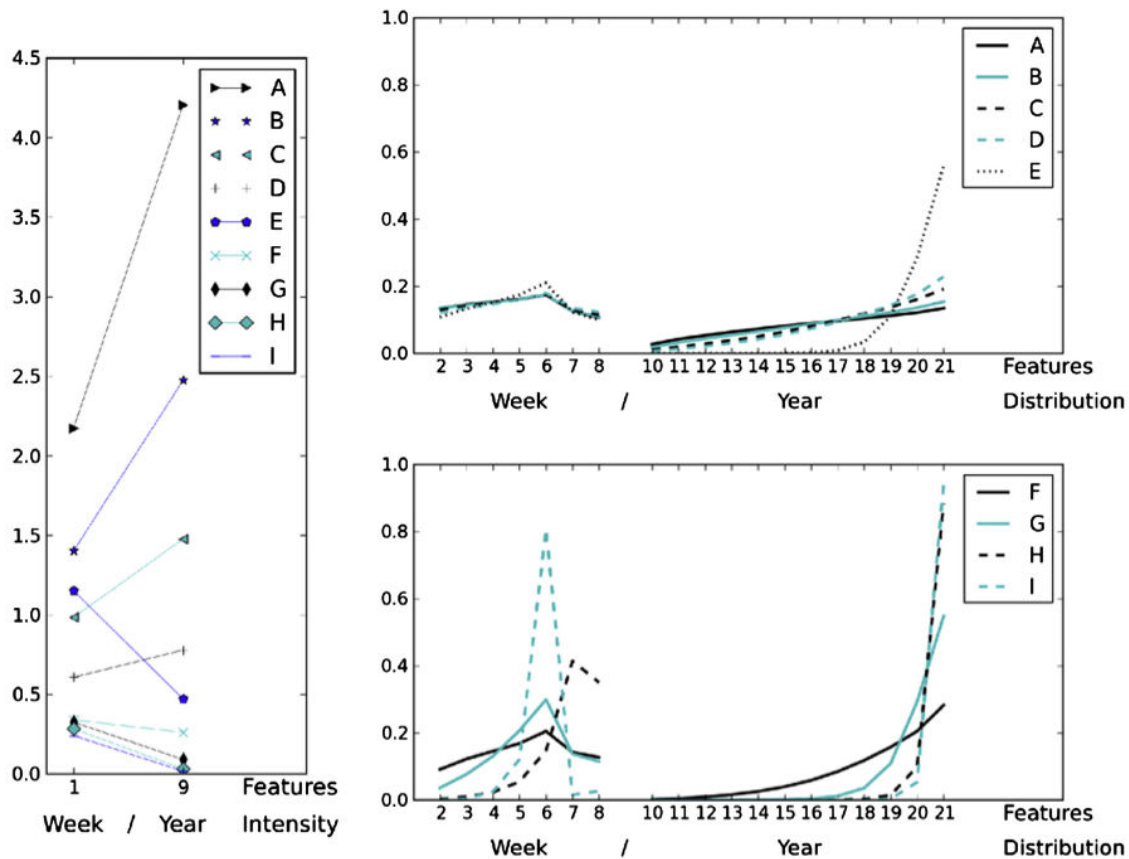 4.5
4.0
3.5
3.0
2.5
2.0
1.5
1.0
0.5
0.0
A
B
C
D
E
F
G
H
I
1 9 Features
Week / Year Intensity
1.0
0.8
0.6
0.4
0.2
0.0
A
B
C
D
E
2 3 4 5 6 7 8 10 11 12 13 14 15 16 17 18 19 20 21 Features
Week / Year Distribution
1.0
0.8
0.6
0.4
0.2
0.0
F
G
H
I
2 3 4 5 6 7 8 10 11 12 13 14 15 16 17 18 19 20 21 Features
Week / Year Distribution